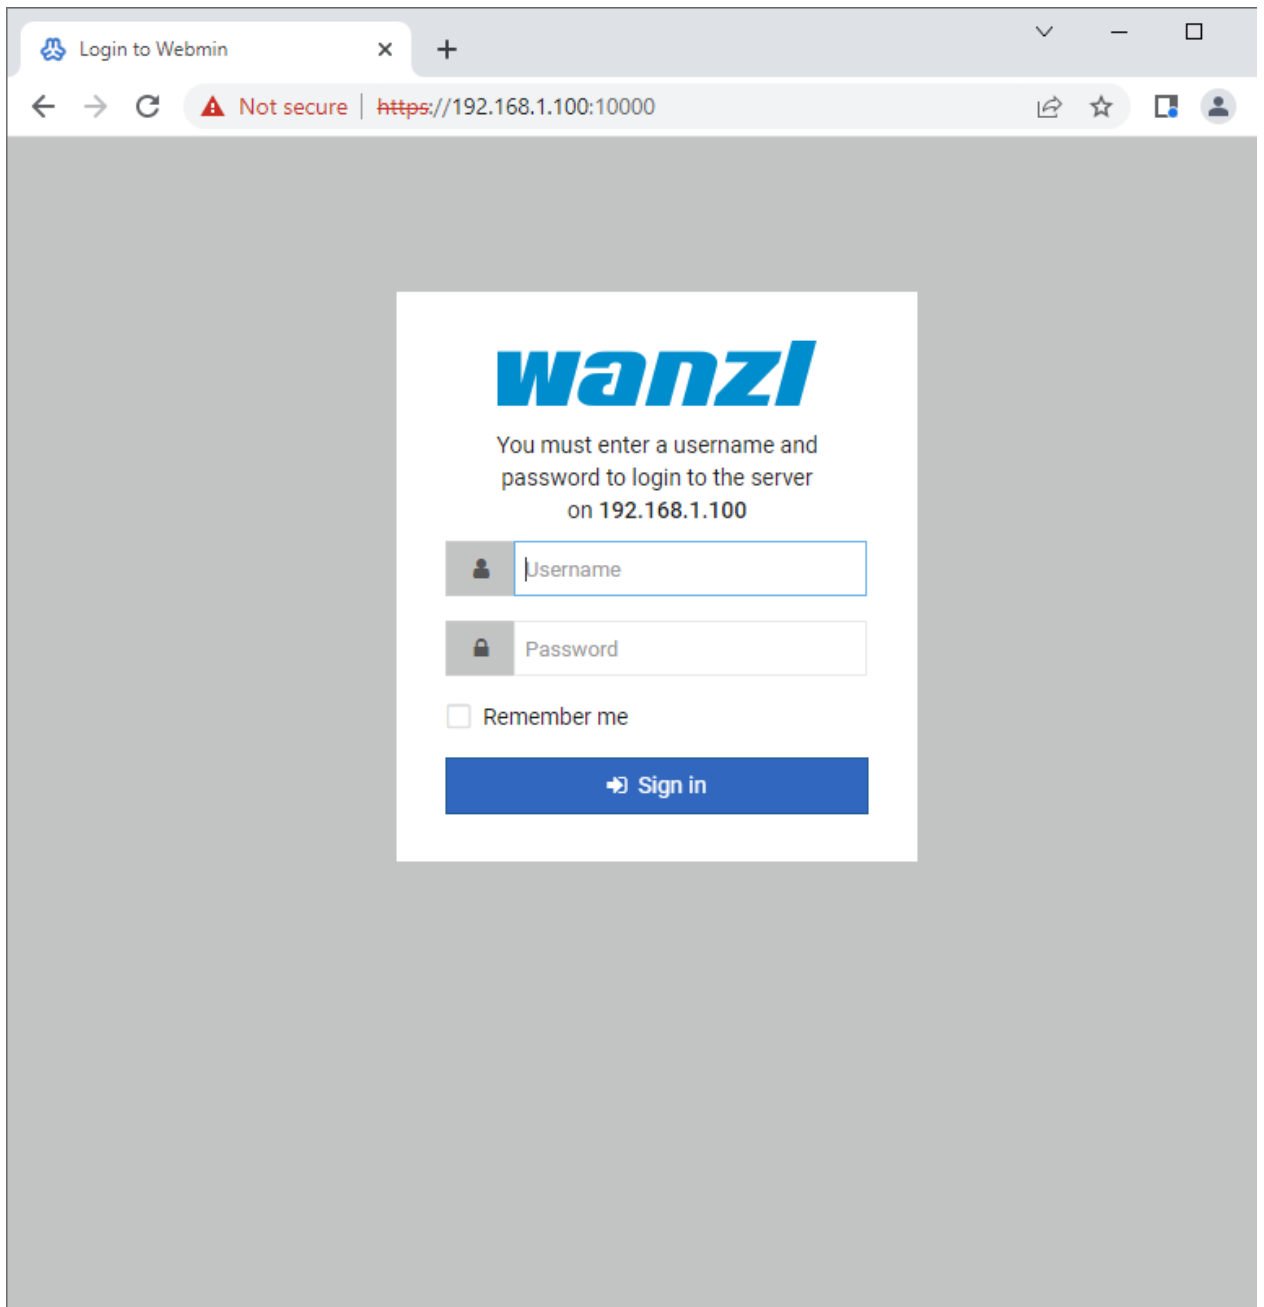 Login to Webmin
Not secure | https://192.168.1.100:10000
wanzl
You must enter a username and
password to login to the server
on 192.168.1.100
Username
Password
Remember me
Sign in